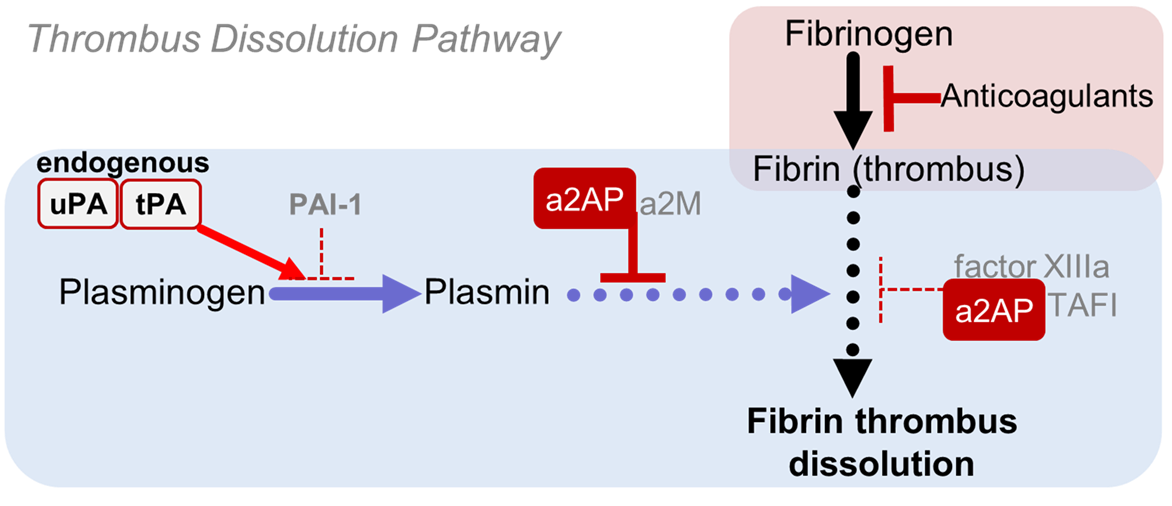 Thrombus Dissolution Pathway
Fibrinogen
Anticoagulants
Fibrin (thrombus)
endogenous
uPA tPA
PAI-1
a2AP a2M
Plasminogen
Plasmin
factor XIIIa
a2AP TAFI
Fibrin thrombus
dissolution